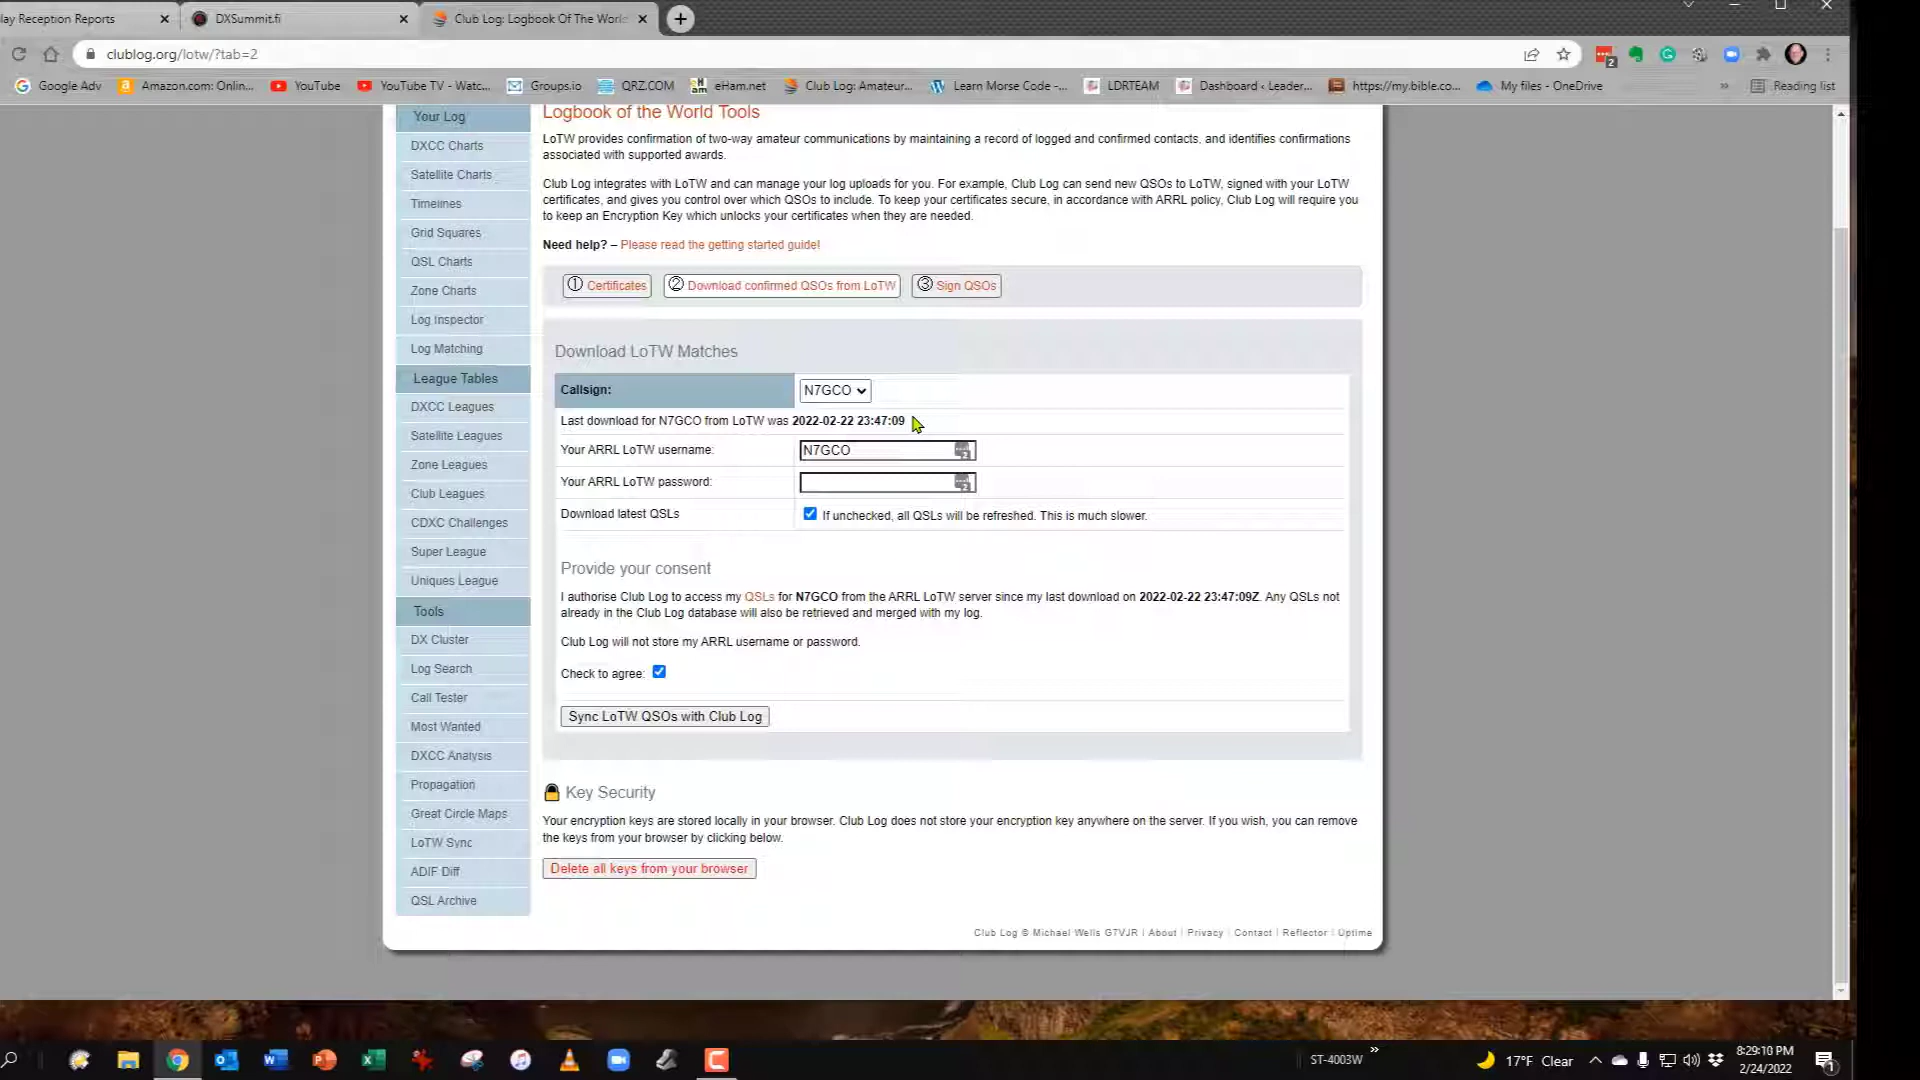 lay Reception Reports
DXSummit.fi
Club Log: Logbook Of The World
clublog.org/lotw/?tab=2
Google Adv
Amazon.com: Onlin...
YouTube
YouTube TV - Watc...
Groups.io
QRZ.COM
eHam.net
Club Log: Amateur...
Learn Morse Code -...
LDRTEAM
Dashboard ‹ Leader...
https://my.bible.co...
My files - OneDrive
»
Reading list
Your Log
DXCC Charts
Satellite Charts
Timelines
Grid Squares
QSL Charts
Zone Charts
Log Inspector
Log Matching
League Tables
DXCC Leagues
Satellite Leagues
Zone Leagues
Club Leagues
CDXC Challenges
Super League
Uniques League
Tools
DX Cluster
Log Search
Call Tester
Most Wanted
DXCC Analysis
Propagation
Great Circle Maps
LoTW Sync
ADIF Diff
QSL Archive
Logbook of the World Tools
LoTW provides confirmation of two-way amateur communications by maintaining a record of logged and confirmed contacts, and identifies confirmations
associated with supported awards.
Club Log integrates with LoTW and can manage your log uploads for you. For example, Club Log can send new QSOs to LoTW, signed with your LoTW
certificates, and gives you control over which QSOs to include. To keep your certificates secure, in accordance with ARRL policy, Club Log will require you
to keep an Encryption Key which unlocks your certificates when they are needed.
Need help? – Please read the getting started guide!
① Certificates
② Download confirmed QSOs from LoTW
③ Sign QSOs
Download LoTW Matches
Callsign: N7GCO
Last download for N7GCO from LoTW was 2022-02-22 23:47:09
Your ARRL LoTW username: N7GCO
Your ARRL LoTW password:
Download latest QSLs If unchecked, all QSLs will be refreshed. This is much slower.
Provide your consent
I authorise Club Log to access my QSLs for N7GCO from the ARRL LoTW server since my last download on 2022-02-22 23:47:09Z. Any QSLs not
already in the Club Log database will also be retrieved and merged with my log.
Club Log will not store my ARRL username or password.
Check to agree:
Sync LoTW QSOs with Club Log
Key Security
Your encryption keys are stored locally in your browser. Club Log does not store your encryption key anywhere on the server. If you wish, you can remove
the keys from your browser by clicking below.
Delete all keys from your browser
Club Log © Michael Wells G7VJR | About | Privacy | Contact | Reflector | Uptime
ST-4003W
»
17°F Clear
8:29:10 PM
2/24/2022